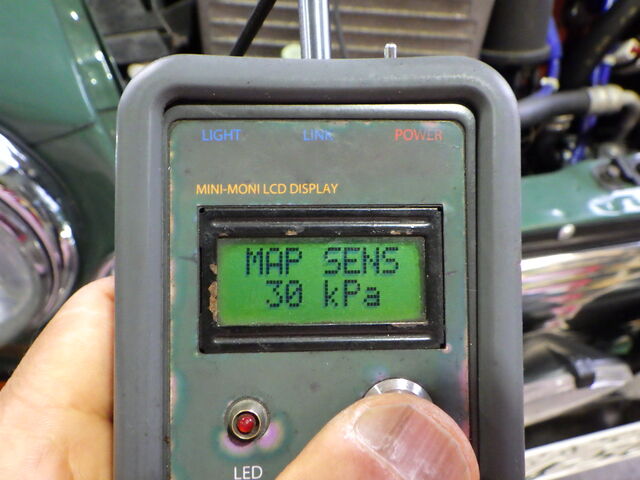 LIGHT LINK POWER
MINI-MONI LCD DISPLAY
MAP SENS
30 kPa
LED